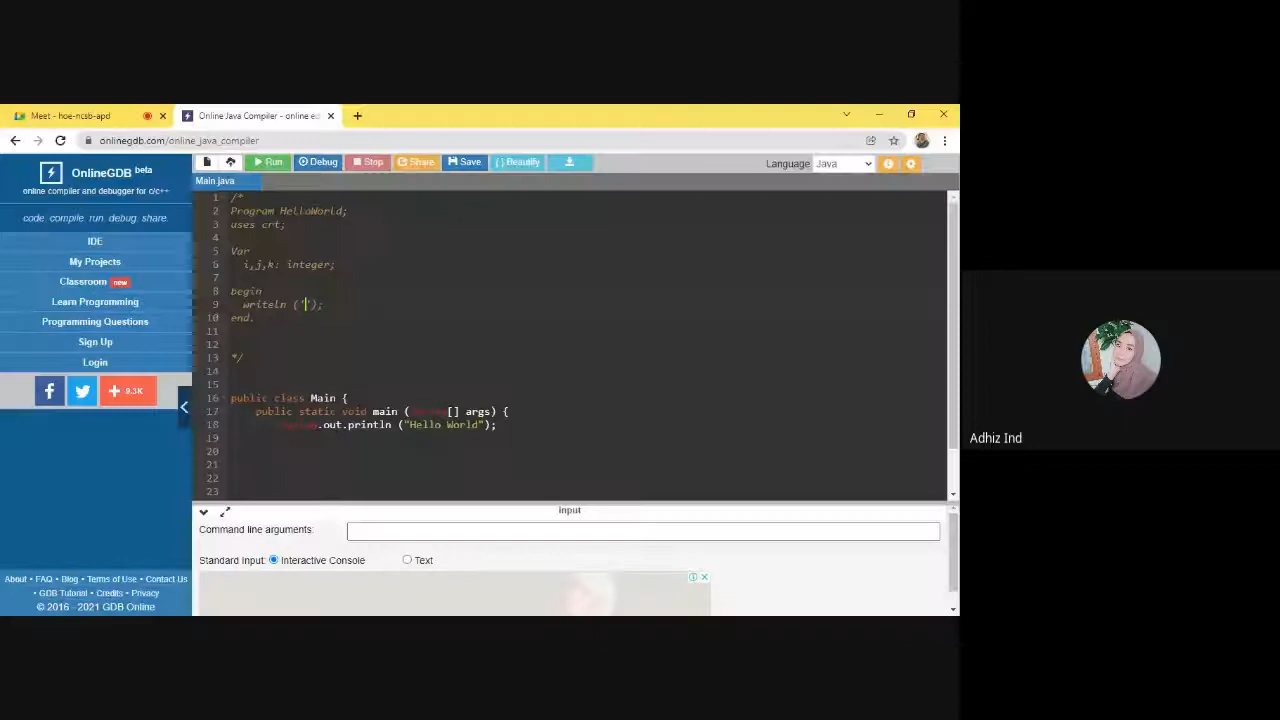 Meet - hoe-ncsb-apd
Online Java Compiler - online e
onlinegdb.com/online_java_compiler
OnlineGDB beta
online compiler and debugger for c/c++
code. compile. run. debug. share.
IDE
My Projects
Classroom new
Learn Programming
Programming Questions
Sign Up
Login
f
+ 9.3K
About • FAQ • Blog • Terms of Use • Contact Us
• GDB Tutorial • Credits • Privacy
© 2016 - 2021 GDB Online
Run Debug Stop Share Save { } Beautify
Language Java
Main.java
1 /*
2 Program HelloWorld;
3 uses crt;
4
5 Var
6 i,j,k: integer;
7
8 begin
9 writeln ('');
10 end.
11
12
13 */
14
15
16 public class Main {
17 public static void main ( [] args) {
18 .out.println ("Hello World");
19
20
21
22
23
input
Command line arguments:
Standard Input: Interactive Console Text
Adhiz Ind